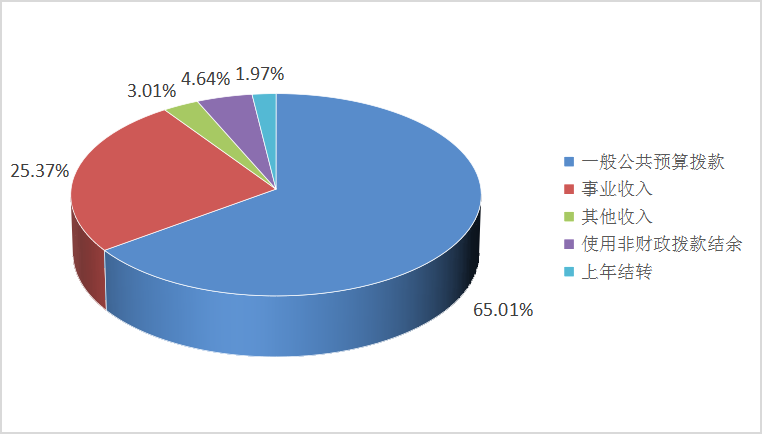 1.97%
4.64%
3.01%
25.37%
65.01%
一般公共预算拨款
事业收入
其他收入
使用非财政拨款结余
上年结转